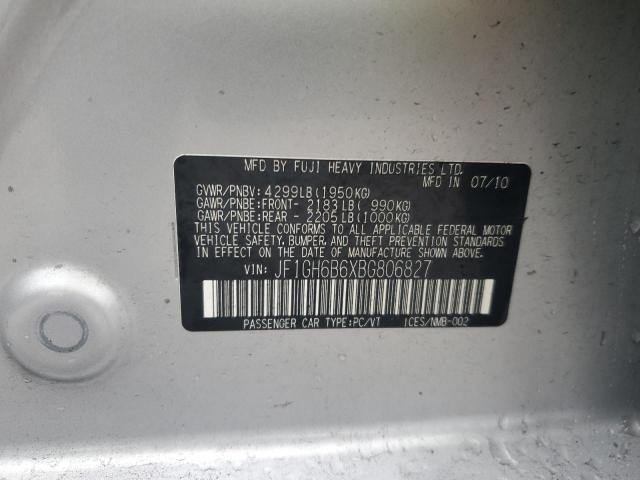 MFD BY FUJI HEAVY INDUSTRIES LTD.
MFD IN 07/10
GVWR/PNBV: 4299LB(1950KG)
GAWR/PNBE:FRONT- 2183LB( 990KG)
GAWR/PNBE:REAR - 2205LB(1000KG)
THIS VEHICLE CONFORMS TO ALL APPLICABLE FEDERAL MOTOR
VEHICLE SAFETY, BUMPER, AND THEFT PREVENTION
STANDARDS IN EFFECT ON THE DATE OF MANUFACTURE SHOWN ABOVE.
VIN: JF1GH6B6XBG806827
PASSENGER CAR TYPE:PC/VT ICES/NMB-002